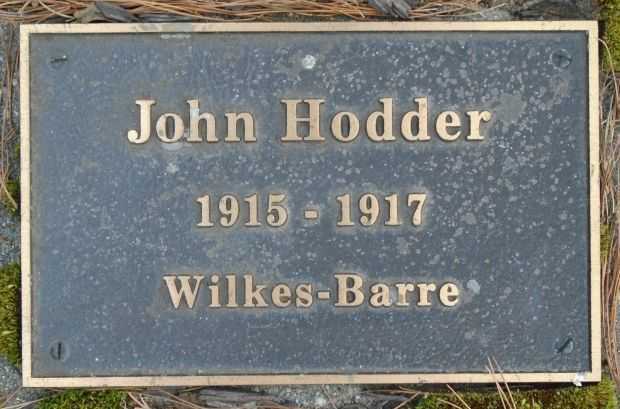 John Hodder
1915 - 1917
Wilkes-Barre